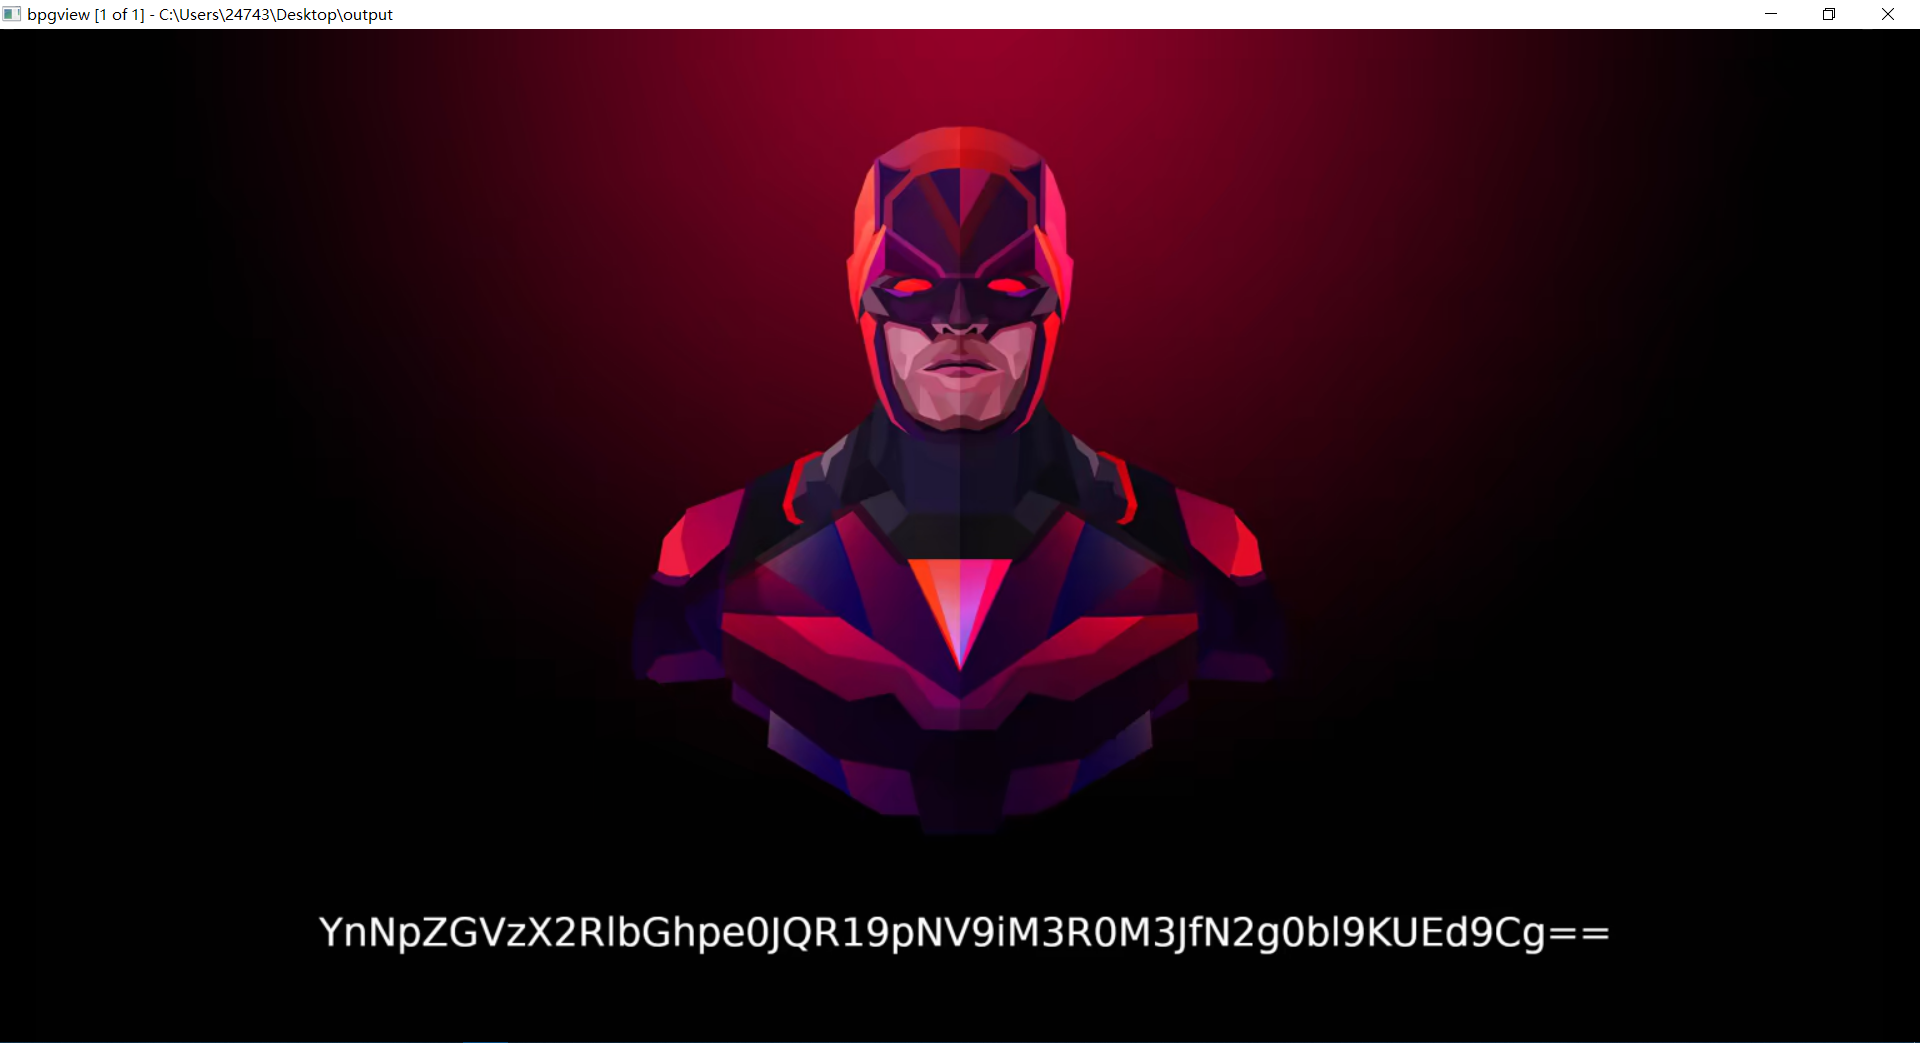 bpgview [1 of 1] - C:\Users\24743\Desktop\output
YnNpZGVzX2RlbGhpe0JQR19pNV9iM3R0M3JfN2g0bl9KUEd9Cg==